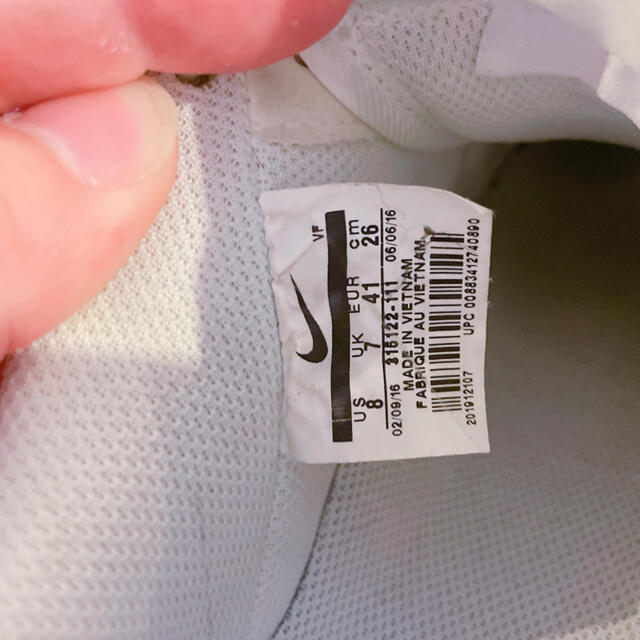 VF
US UK EUR cm
8 7 41 26
315122-111
02/09/16 06/06/16
MADE IN VIETNAM
FABRIQUE AU VIETNAM
UPC 00883412740890
201912107